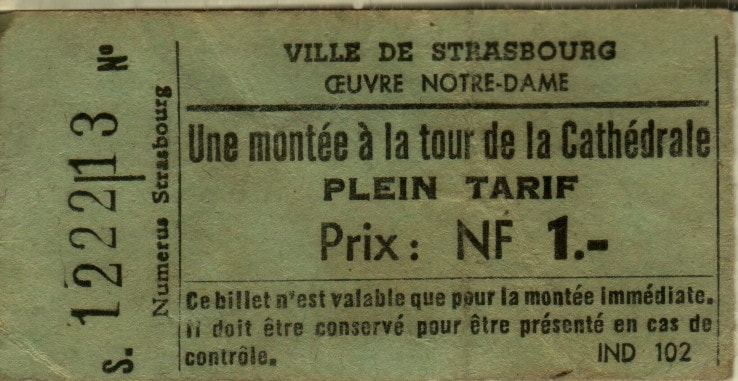 VILLE DE STRASBOURG
ŒUVRE NOTRE-DAME
Une montée à la tour de la Cathédrale
PLEIN TARIF
Prix: NF 1.-
Ce billet n'est valable que pour la montée immédiate.
Il doit être conservé pour être présenté en cas de
contrôle. IND 102
Numerus Strasbourg
S. 122213 Nº